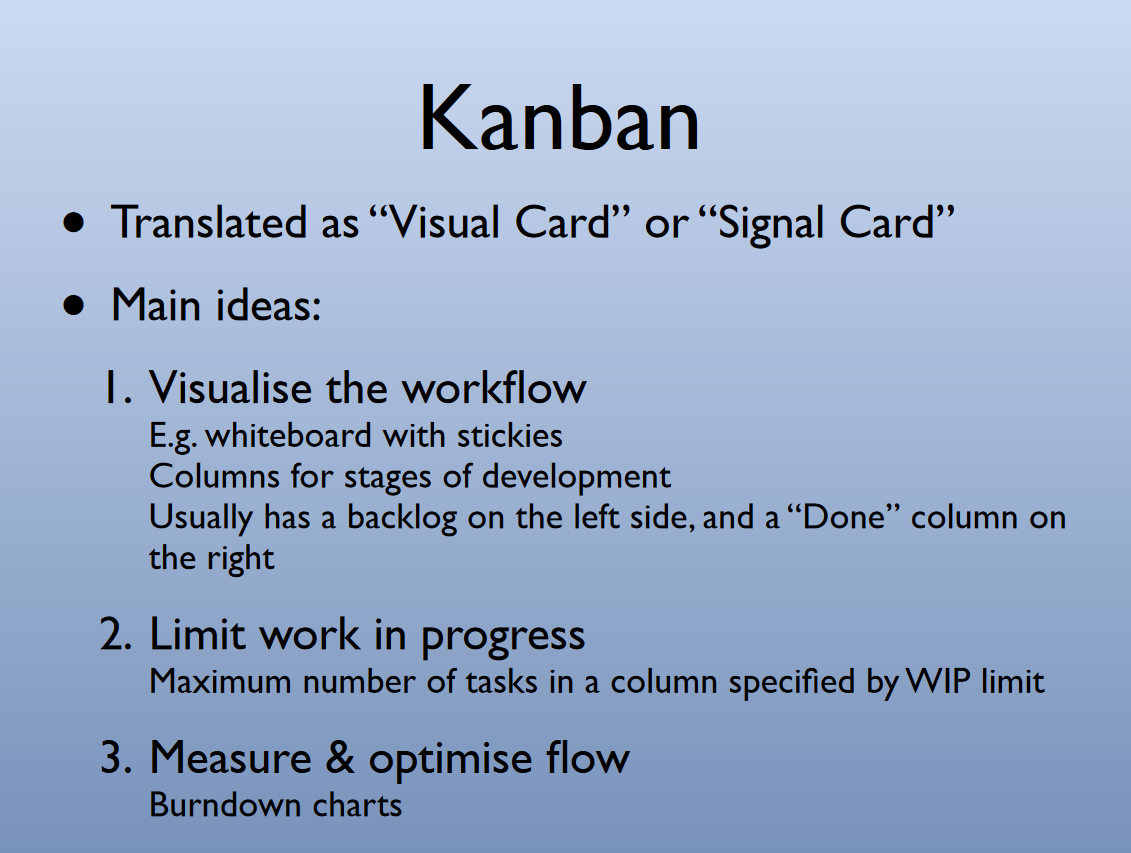 Kanban
• Translated as “Visual Card” or “Signal Card”
• Main ideas:
1. Visualise the workflow
E.g. whiteboard with stickies
Columns for stages of development
Usually has a backlog on the left side, and a “Done” column on
the right
2. Limit work in progress
Maximum number of tasks in a column specified by WIP limit
3. Measure & optimise flow
Burndown charts